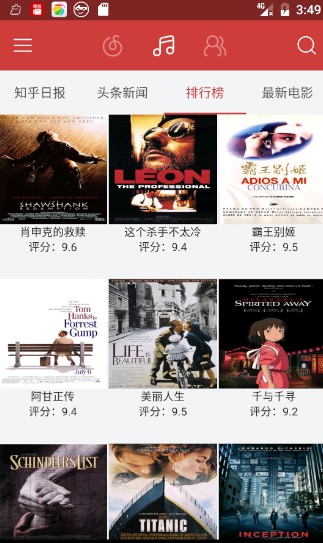 4G
3:49
知乎日报
头条新闻
排行榜
最新电影
SHAWSHANK
LEON
THE PROFESSIONAL
霸王别姬
ADIOS A MI
CONCUBINA
肖申克的救赎
这个杀手不太冷
霸王别姬
评分：9.6
评分：9.4
评分：9.5
Tom
Hanks
Forrest
Gump
July 6
LIFE IS
BEAUTIFUL
SPIRITED AWAY
阿甘正传
美丽人生
千与千寻
评分：9.4
评分：9.5
评分：9.2
SCHINDLER'S LIST
TITANIC
LEONARDO DICAPRIO
INCEPTION